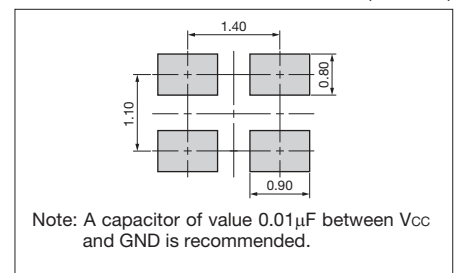 1.40
0.80
1.10
0.90
Note: A capacitor of value 0.01µF between Vcc
and GND is recommended.